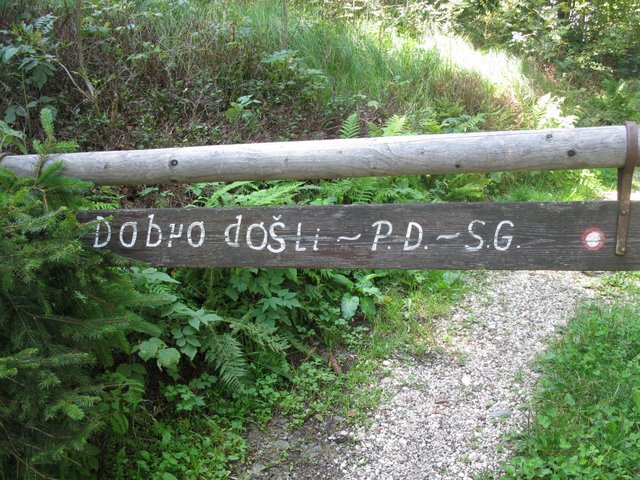 Dobro došli ~ P.D. ~ S.G.